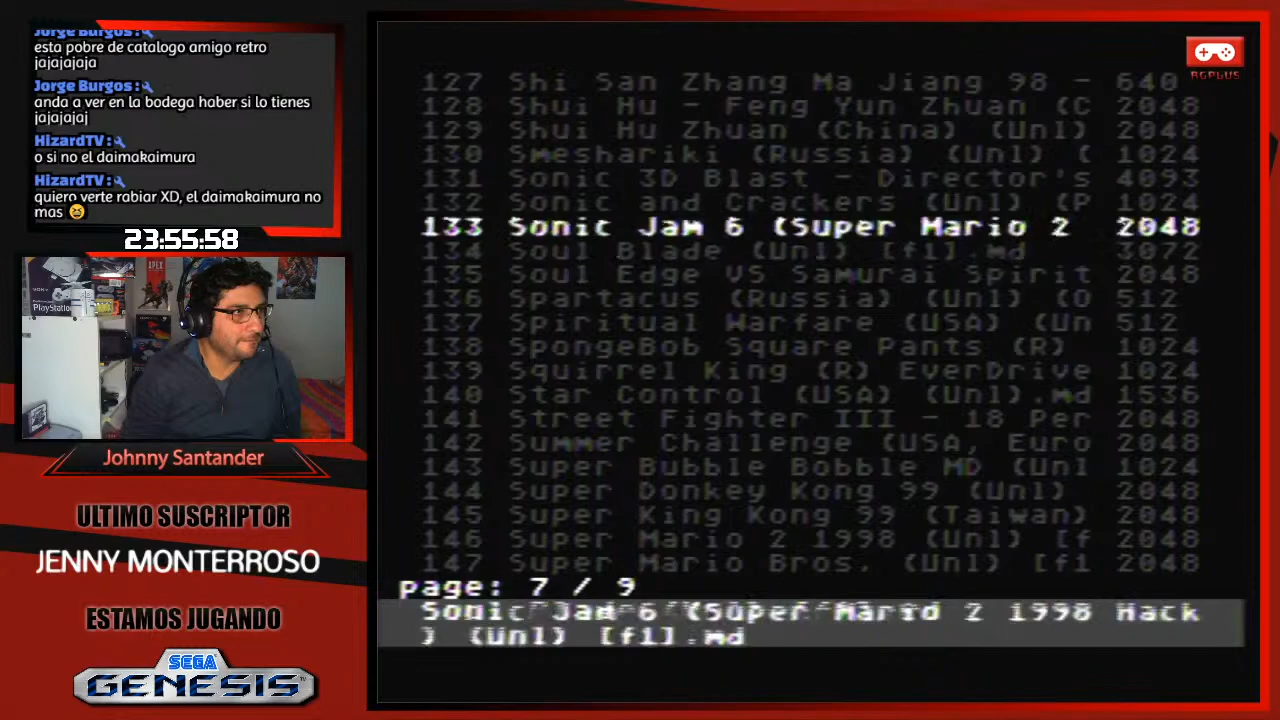 Jorge Burgos :
esta pobre de catalogo amigo retro
jajajajaja
Jorge Burgos :
anda a ver en la bodega haber si lo tienes
jajajajaj
HizardTV :
o si no el daimakaimura
HizardTV :
quiero verte rabiar XD, el daimakaimura no
mas
23:55:58
Johnny Santander
ULTIMO SUSCRIPTOR
JENNY MONTERROSO
ESTAMOS JUGANDO
SEGA
GENESIS
RGPLUS
127 Shi San Zhang Ma Jiang 98 - 640
128 Shui Hu - Feng Yun Zhuan (C 2048
129 Shui Hu Zhuan (China) (Unl) 2048
130 Smeshariki (Russia) (Unl) ( 1024
131 Sonic 3D Blast - Director's 4093
132 Sonic and Crackers (Unl) (P 1024
133 Sonic Jam 6 (Super Mario 2 2048
134 Soul Blade (Unl) [f1].md 3072
135 Soul Edge VS Samurai Spirit 2048
136 Spartacus (Russia) (Unl) (O 512
137 Spiritual Warfare (USA) (Un 512
138 SpongeBob Square Pants (R) 1024
139 Squirrel King (R) EverDrive 1024
140 Star Control (USA) (Unl).md 1536
141 Street Fighter III - 18 Per 2048
142 Summer Challenge (USA, Euro 2048
143 Super Bubble Bobble MD (Unl 1024
144 Super Donkey Kong 99 (Unl) 2048
145 Super King Kong 99 (Taiwan) 2048
146 Super Mario 2 1998 (Unl) [f 2048
147 Super Mario Bros. (Unl) [f1 2048
page: 7 / 9
Sonic Jam 6 (Super Mario 2 1998 Hack
) (Unl) [f1].md